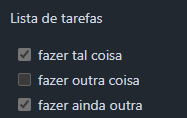 Lista de tarefas
fazer tal coisa
fazer outra coisa
fazer ainda outra